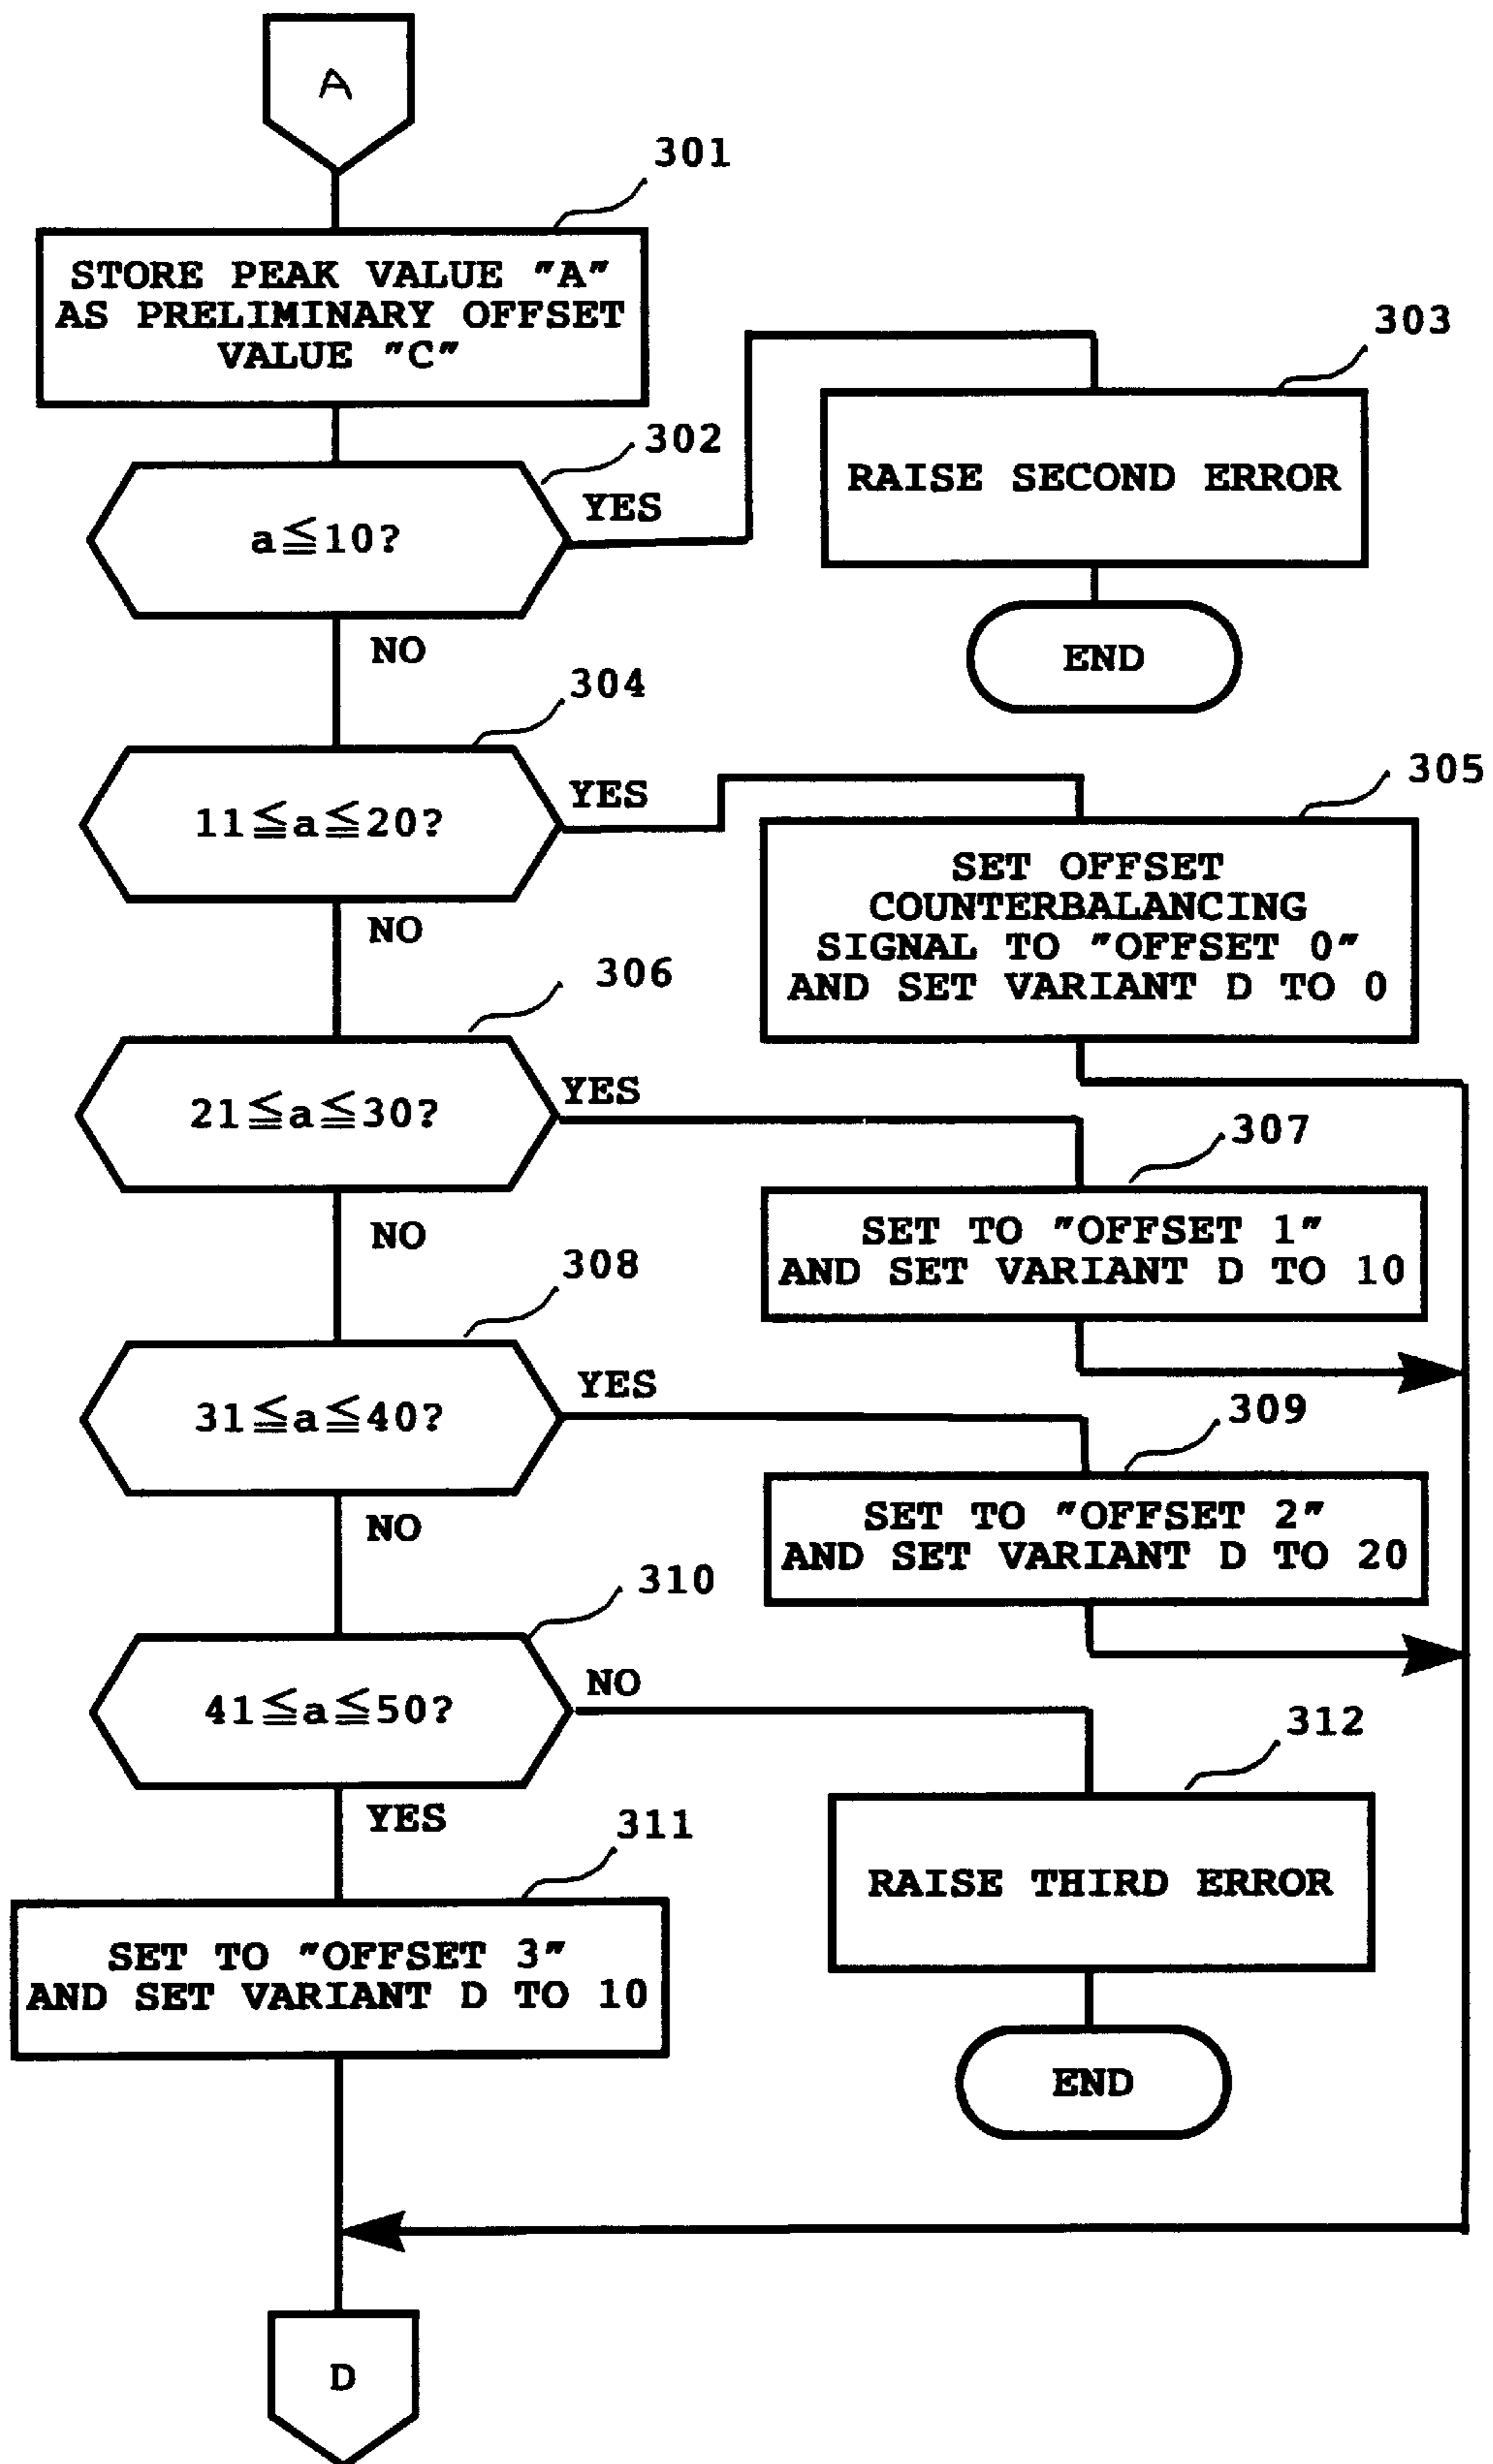 A
301
STORE PEAK VALUE "A"
AS PRELIMINARY OFFSET
VALUE "C"
303
RAISE SECOND ERROR
END
302
a≦10?
YES
NO
304
11≦a≦20?
YES
NO
305
SET OFFSET
COUNTERBALANCING
SIGNAL TO "OFFSET 0"
AND SET VARIANT D TO 0
306
21≦a≦30?
YES
NO
307
SET TO "OFFSET 1"
AND SET VARIANT D TO 10
308
31≦a≦40?
YES
NO
309
SET TO "OFFSET 2"
AND SET VARIANT D TO 20
310
41≦a≦50?
NO
YES
312
RAISE THIRD ERROR
END
311
SET TO "OFFSET 3"
AND SET VARIANT D TO 10
D